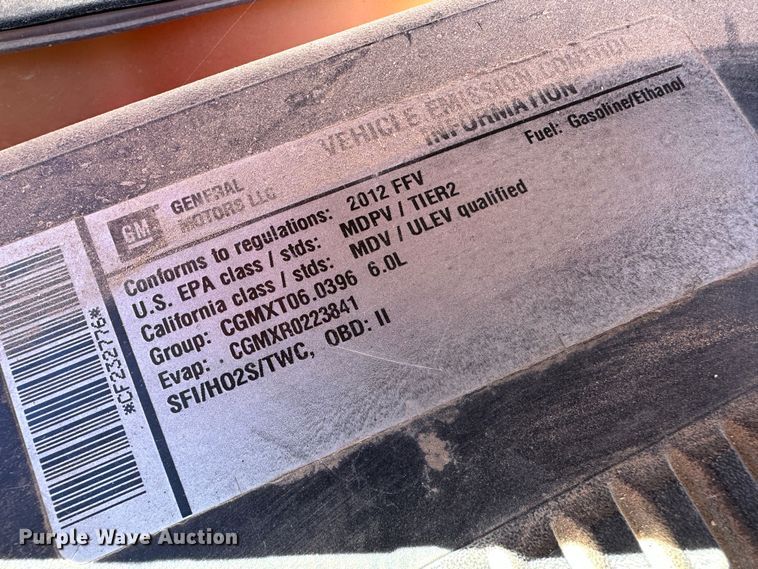 VEHICLE EMISSION CONTROL
INFORMATION
GM
GENERAL
MOTORS LLC
Fuel: Gasoline/Ethanol
Conforms to regulations: 2012 FFV
U.S. EPA class / stds: MDPV / TIER2
California class / stds: MDV / ULEV qualified
Group: CGMXT06.0396 6.0L
Evap: CGMXR0223841
SFI/HO2S/TWC, OBD: II
*CF232776*
Purple Wave Auction